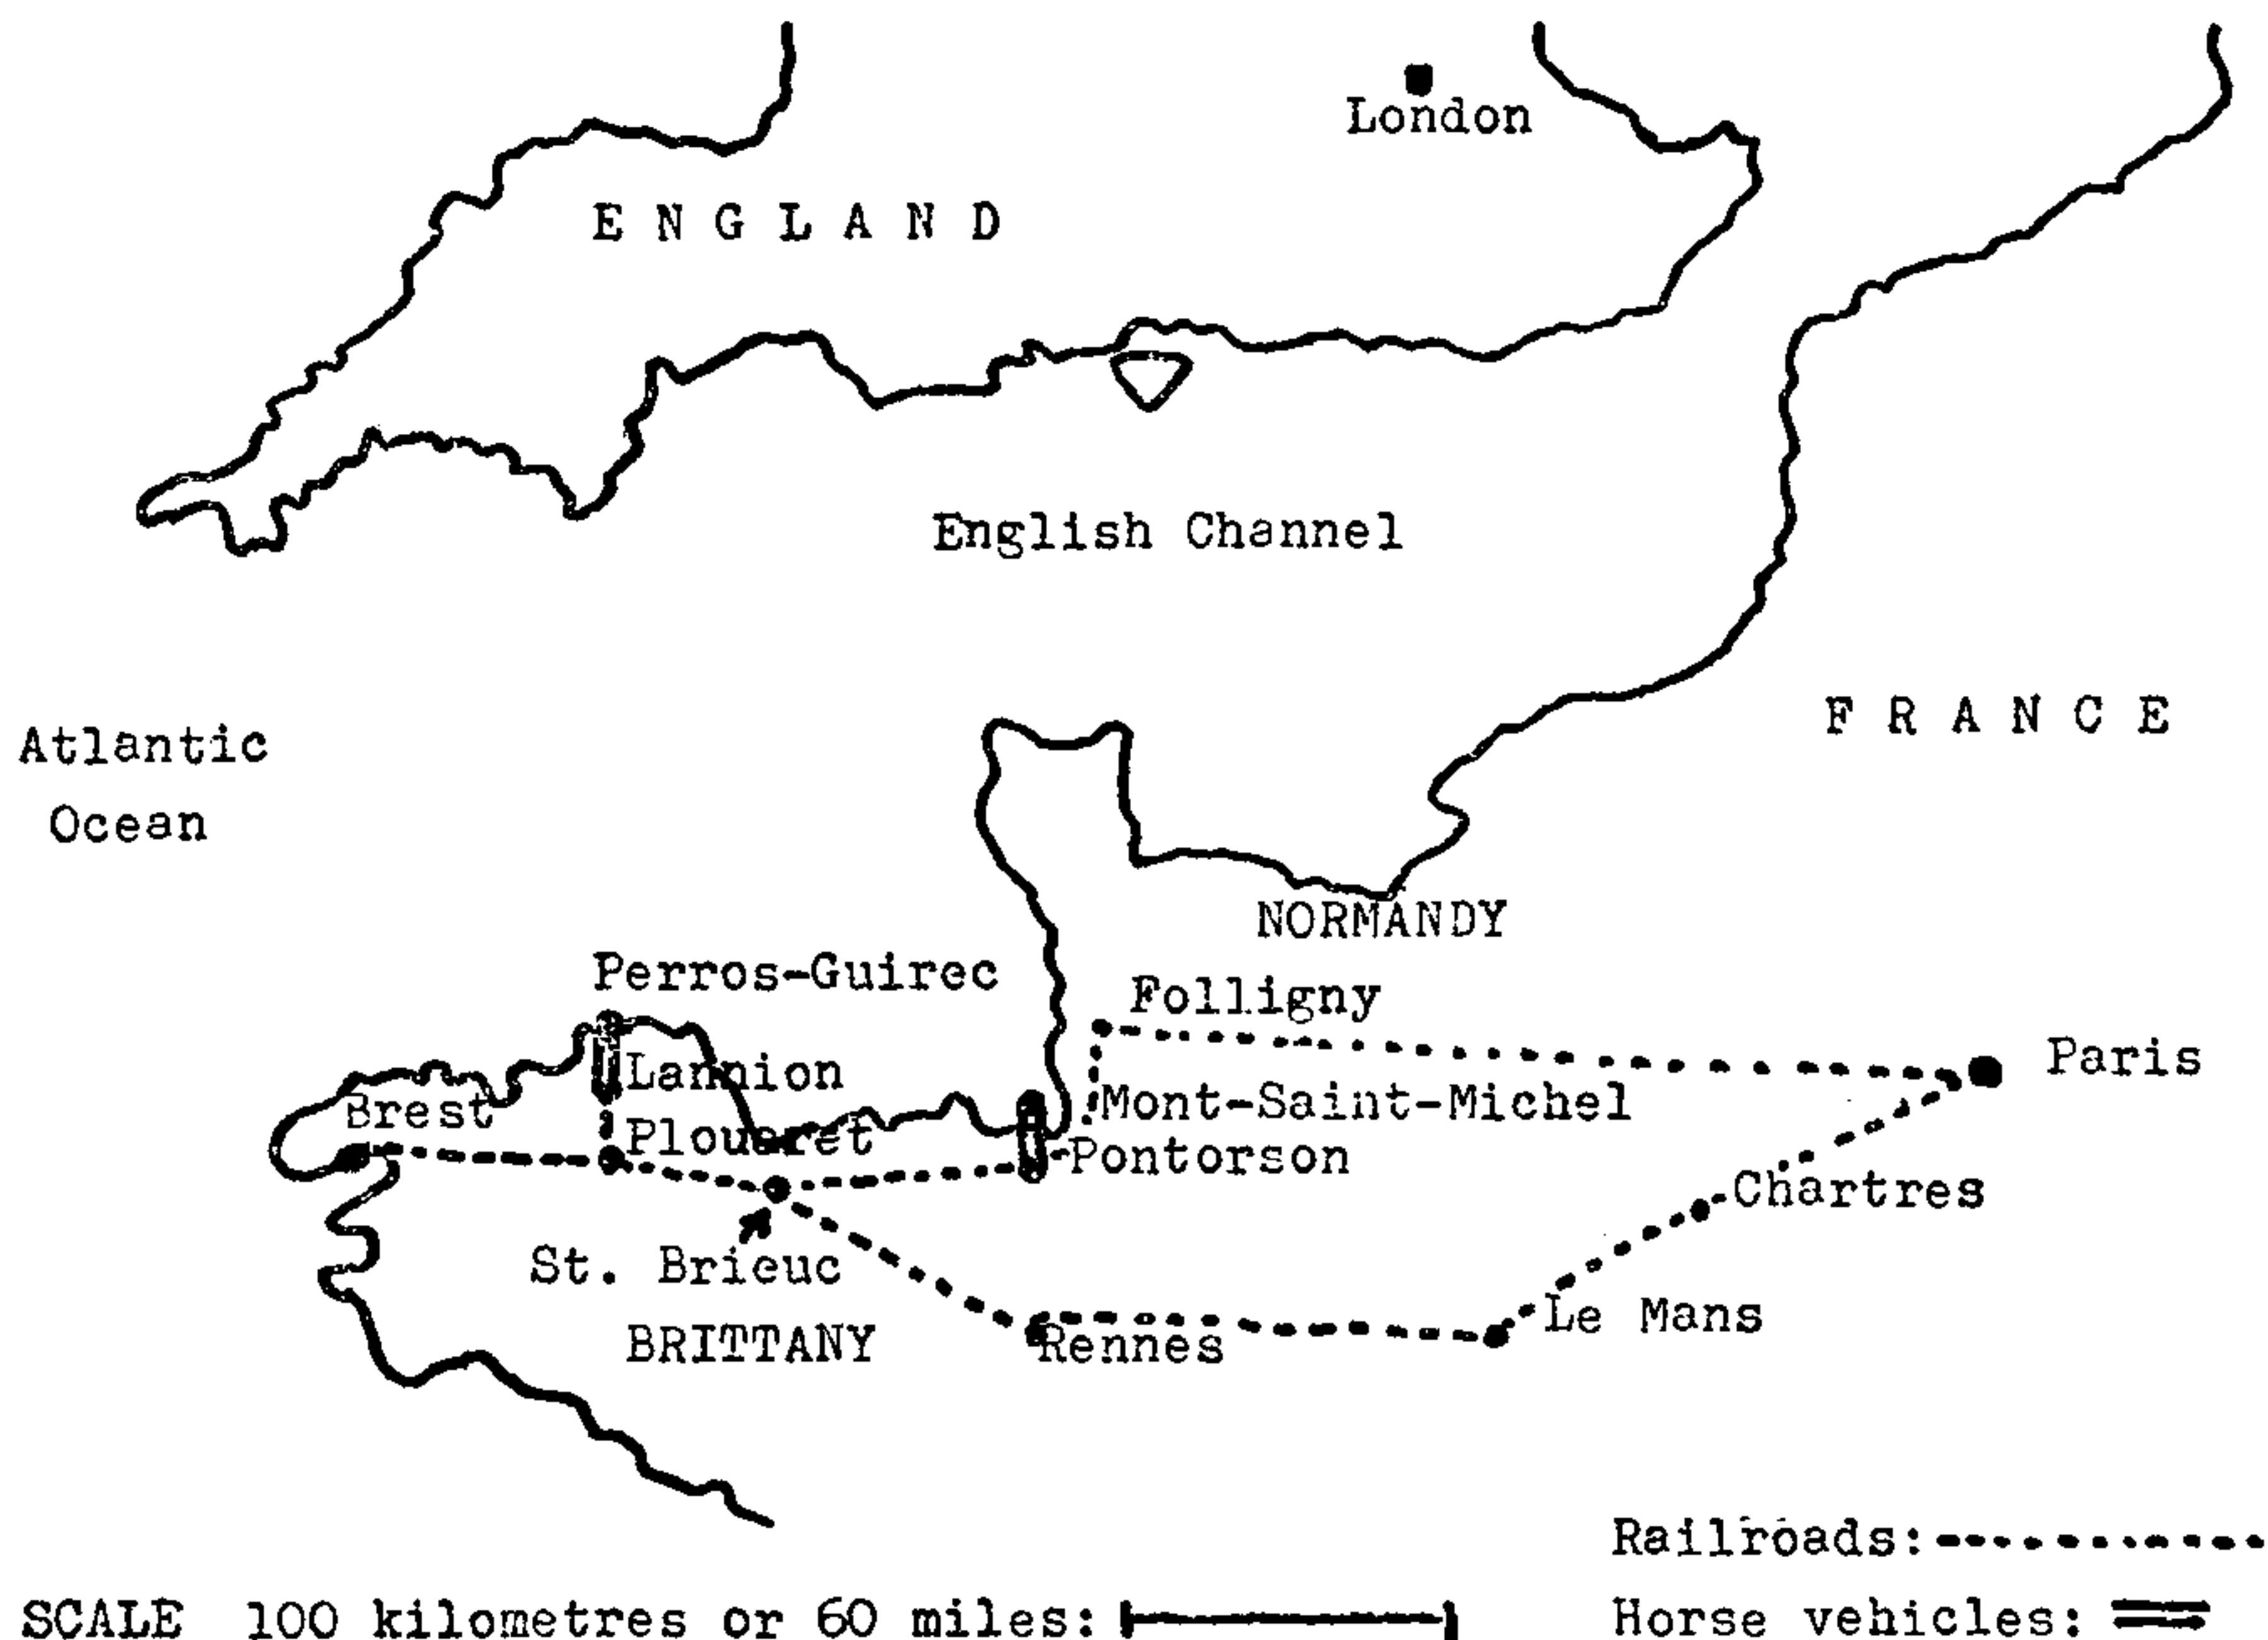 London
E N G L A N D
English Channel
F R A N C E
Atlantic
Ocean
NORMANDY
Perros-Guirec
Folligny
Paris
Lannion
Mont-Saint-Michel
Brest
Plouaret
Pontorson
Chartres
St. Brieuc
Le Mans
BRITTANY
Rennes
Railroads:
SCALE 100 kilometres or 60 miles:
Horse vehicles: